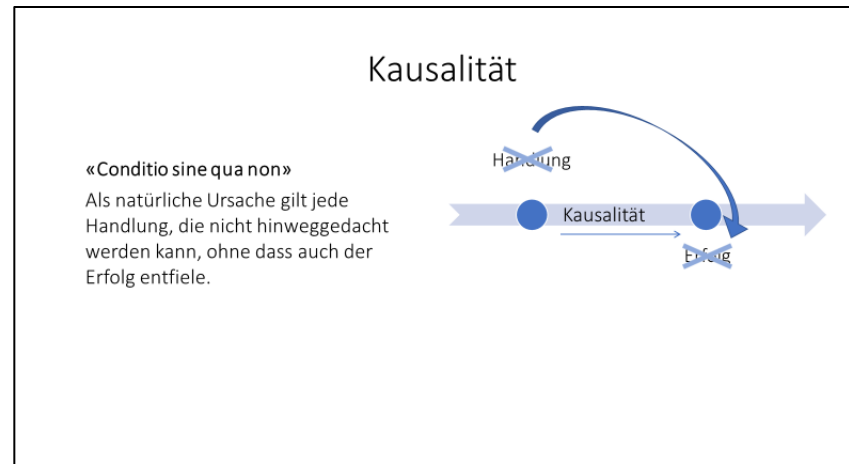 Kausalität
«Conditio sine qua non»
Als natürliche Ursache gilt jede
Handlung, die nicht hinweggedacht
werden kann, ohne dass auch der
Erfolg entfiele.
Handlung
Kausalität
Erfolg